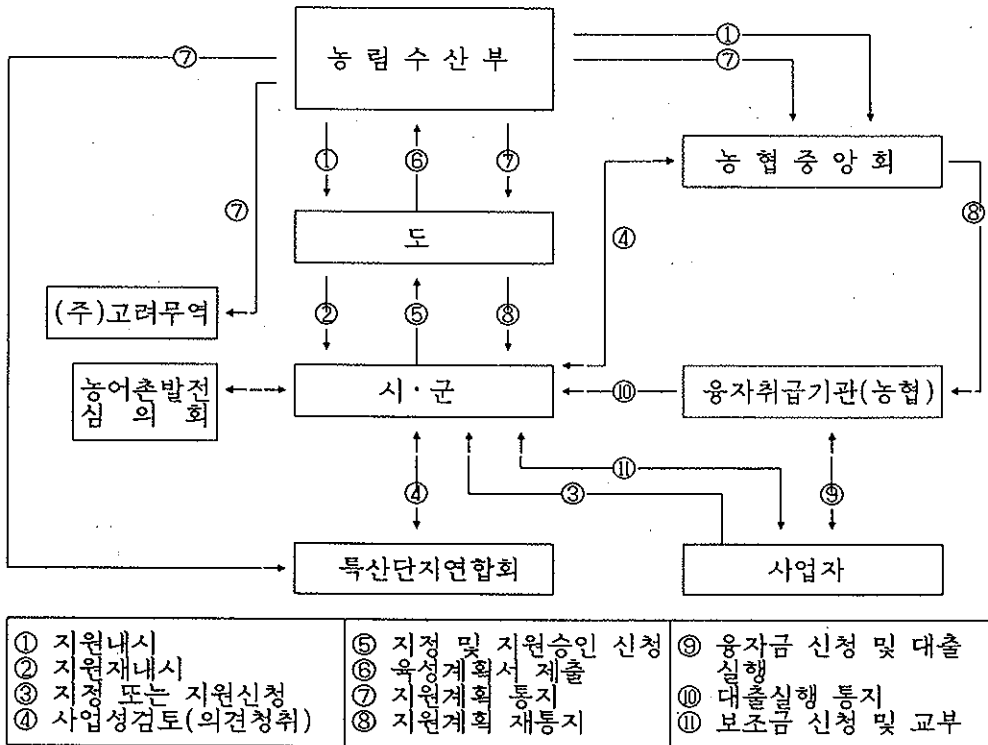 농 림 수 산 부
①
⑦
⑦
①
⑥
⑦
농 협 중 앙 회
⑦
도
④
⑧
(주)고려무역
②
⑤
⑧
농어촌발전
심 의 회
시·군
⑩
융자취급기관(농협)
⑪
④
③
⑨
특산단지연합회
사업자
① 지원내시
② 지원재내시
③ 지정 또는 지원신청
④ 사업성검토(의견청취)
⑤ 지정 및 지원승인 신청
⑥ 육성계획서 제출
⑦ 지원계획 통지
⑧ 지원계획 재통지
⑨ 융자금 신청 및 대출
실행
⑩ 대출실행 통지
⑪ 보조금 신청 및 교부